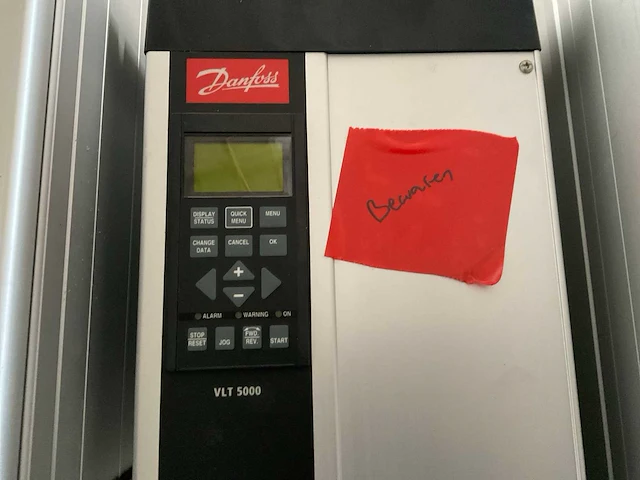 Danfoss
Bewaren
DISPLAY
STATUS
QUICK
MENU
MENU
CHANGE
DATA
CANCEL
OK
+
−
ALARM
WARNING
ON
STOP
RESET
JOG
FWD.
REV.
START
VLT 5000